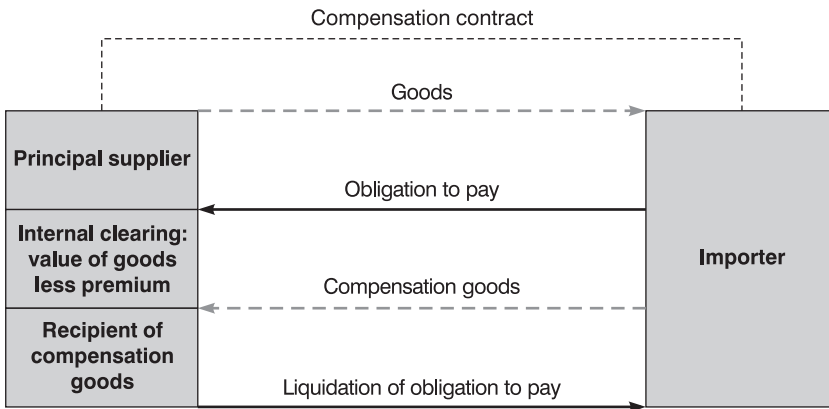 Compensation contract
Goods
Principal supplier
Obligation to pay
Internal clearing:
value of goods
less premium
Importer
Compensation goods
Recipient of
compensation
goods
Liquidation of obligation to pay